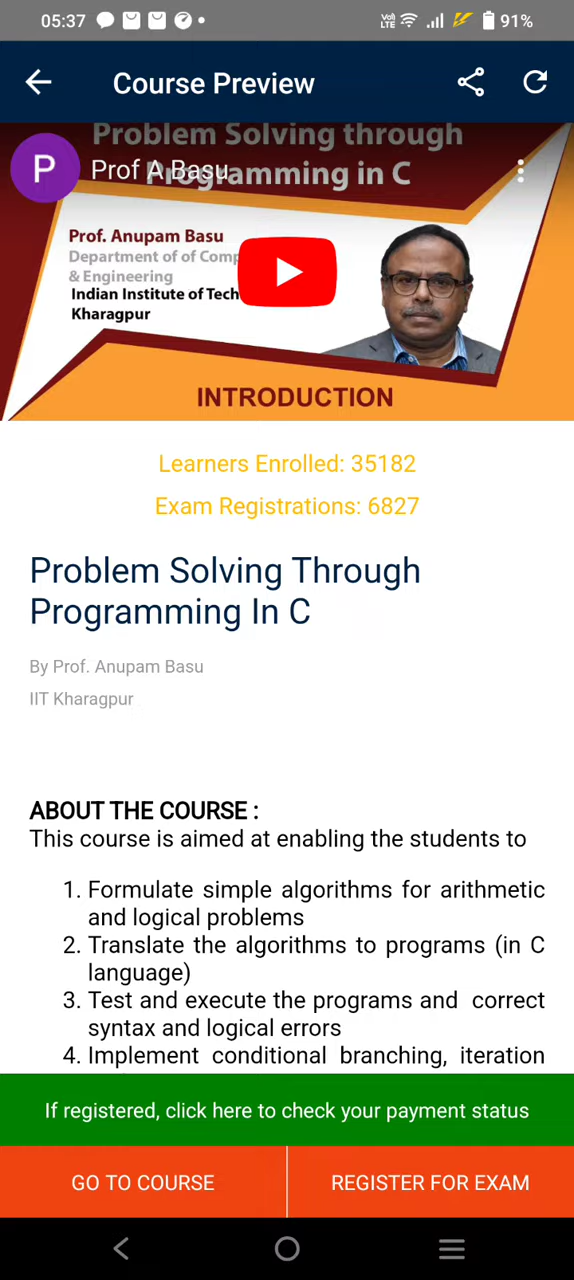 05:37
Vo)) LTE
91%
Course Preview
Problem Solving through
Programming in C
P
Prof A Basu
Prof. Anupam Basu
Department of of Comp
& Engineering
Indian Institute of Tech
Kharagpur
INTRODUCTION
Learners Enrolled: 35182
Exam Registrations: 6827
Problem Solving Through
Programming In C
By Prof. Anupam Basu
IIT Kharagpur
ABOUT THE COURSE :
This course is aimed at enabling the students to
1. Formulate simple algorithms for arithmetic
and logical problems
2. Translate the algorithms to programs (in C
language)
3. Test and execute the programs and correct
syntax and logical errors
4. Implement conditional branching, iteration
If registered, click here to check your payment status
GO TO COURSE
REGISTER FOR EXAM